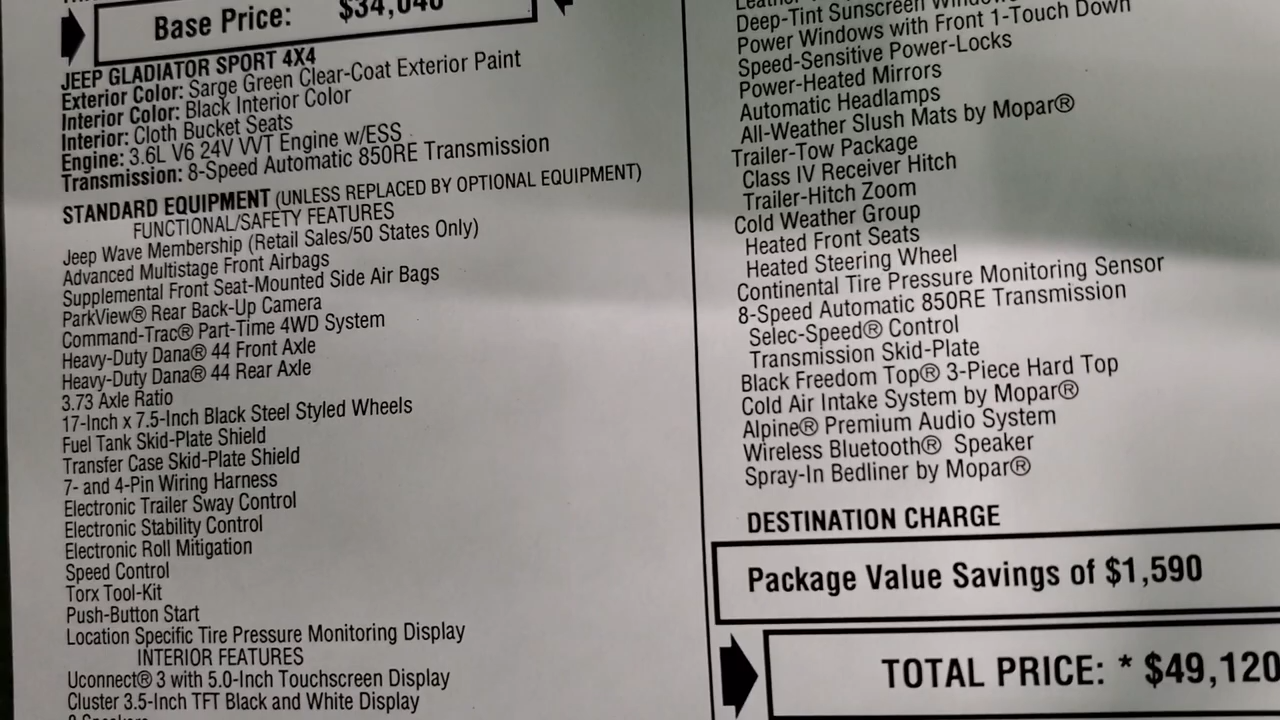 Base Price: $34,040
JEEP GLADIATOR SPORT 4X4
Exterior Color: Sarge Green Clear-Coat Exterior Paint
Interior Color: Black Interior Color
Interior: Cloth Bucket Seats
Engine: 3.6L V6 24V VVT Engine w/ESS
Transmission: 8-Speed Automatic 850RE Transmission
STANDARD EQUIPMENT (UNLESS REPLACED BY OPTIONAL EQUIPMENT)
FUNCTIONAL/SAFETY FEATURES
Jeep Wave Membership (Retail Sales/50 States Only)
Advanced Multistage Front Airbags
Supplemental Front Seat-Mounted Side Air Bags
ParkView® Rear Back-Up Camera
Command-Trac® Part-Time 4WD System
Heavy-Duty Dana® 44 Front Axle
Heavy-Duty Dana® 44 Rear Axle
3.73 Axle Ratio
17-Inch x 7.5-Inch Black Steel Styled Wheels
Fuel Tank Skid-Plate Shield
Transfer Case Skid-Plate Shield
7- and 4-Pin Wiring Harness
Electronic Trailer Sway Control
Electronic Stability Control
Electronic Roll Mitigation
Speed Control
Torx Tool-Kit
Push-Button Start
Location Specific Tire Pressure Monitoring Display
INTERIOR FEATURES
Uconnect® 3 with 5.0-Inch Touchscreen Display
Cluster 3.5-Inch TFT Black and White Display
Deep-Tint Sunscreen Windows
Power Windows with Front 1-Touch Down
Speed-Sensitive Power-Locks
Power-Heated Mirrors
Automatic Headlamps
All-Weather Slush Mats by Mopar®
Trailer-Tow Package
Class IV Receiver Hitch
Trailer-Hitch Zoom
Cold Weather Group
Heated Front Seats
Heated Steering Wheel
Continental Tire Pressure Monitoring Sensor
8-Speed Automatic 850RE Transmission
Selec-Speed® Control
Transmission Skid-Plate
Black Freedom Top® 3-Piece Hard Top
Cold Air Intake System by Mopar®
Alpine® Premium Audio System
Wireless Bluetooth® Speaker
Spray-In Bedliner by Mopar®
DESTINATION CHARGE
Package Value Savings of $1,590
TOTAL PRICE: * $49,120